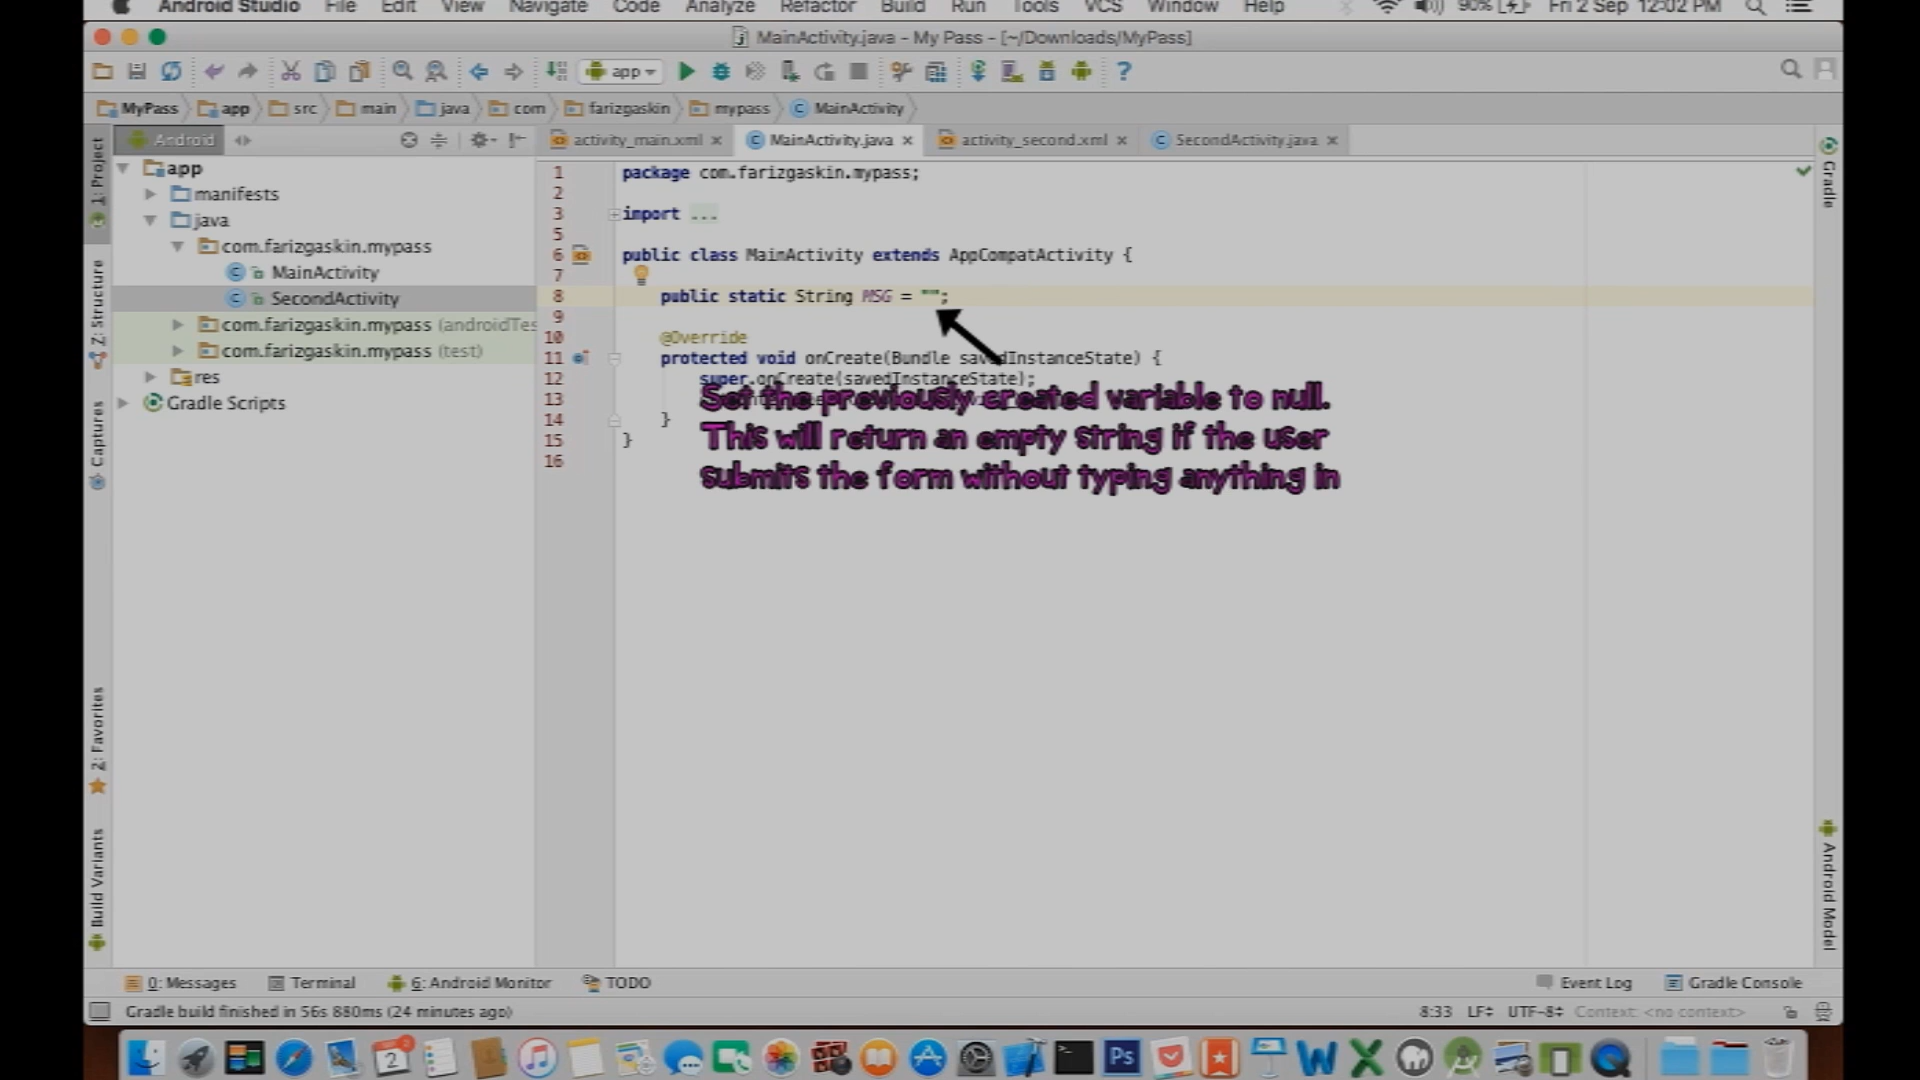 Android Studio File Edit View Navigate Code Analyze Refactor Build Run Tools VCS Window Help 90% Fri 2 Sep 12:02 PM
MainActivity.java - My Pass - [~/Downloads/MyPass]
app
MyPass app src main java com farizgaskin mypass MainActivity
Android
activity_main.xml MainActivity.java activity_second.xml SecondActivity.java
1: Project
Z: Structure
Captures
2: Favorites
Build Variants
app
manifests
java
com.farizgaskin.mypass
MainActivity
SecondActivity
com.farizgaskin.mypass (androidTes
com.farizgaskin.mypass (test)
res
Gradle Scripts
1 package com.farizgaskin.mypass;
2
3 import ...
5
6 public class MainActivity extends AppCompatActivity {
7
8 public static String MSG = "";
9
10 @Override
11 protected void onCreate(Bundle savedInstanceState) {
12 super.onCreate(savedInstanceState);
13
14 }
15 }
16
Set the previously created variable to null.
This will return an empty string if the user
submits the form without typing anything in
Gradle
Android Model
0: Messages Terminal 6: Android Monitor TODO Event Log Gradle Console
Gradle build finished in 56s 880ms (24 minutes ago) 8:33 LF UTF-8 Context: <no context>
2
Ps